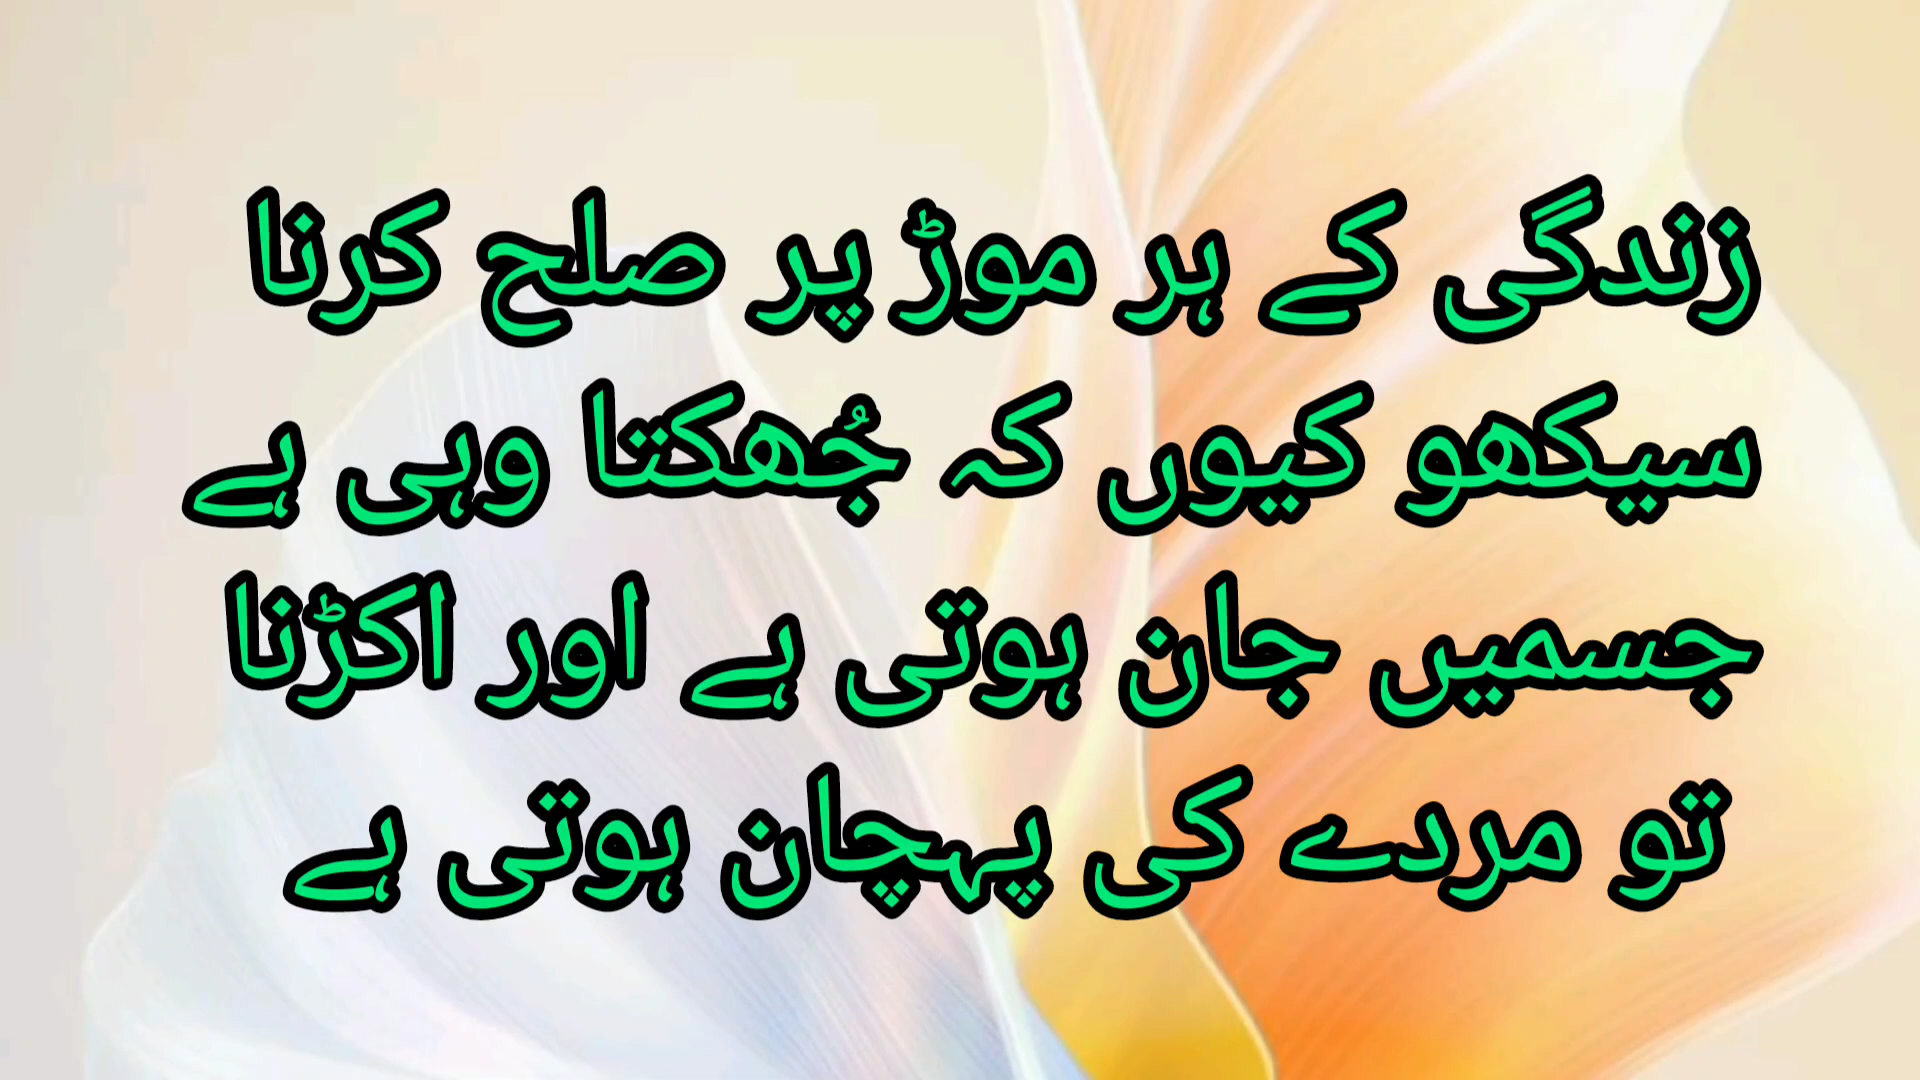 زندگی کے ہر موڑ پر صلح کرنا
سیکھو کیوں کہ جُھکتا وہی ہے
جسمیں جان ہوتی ہے اور اکڑنا
تو مردے کی پہچان ہوتی ہے